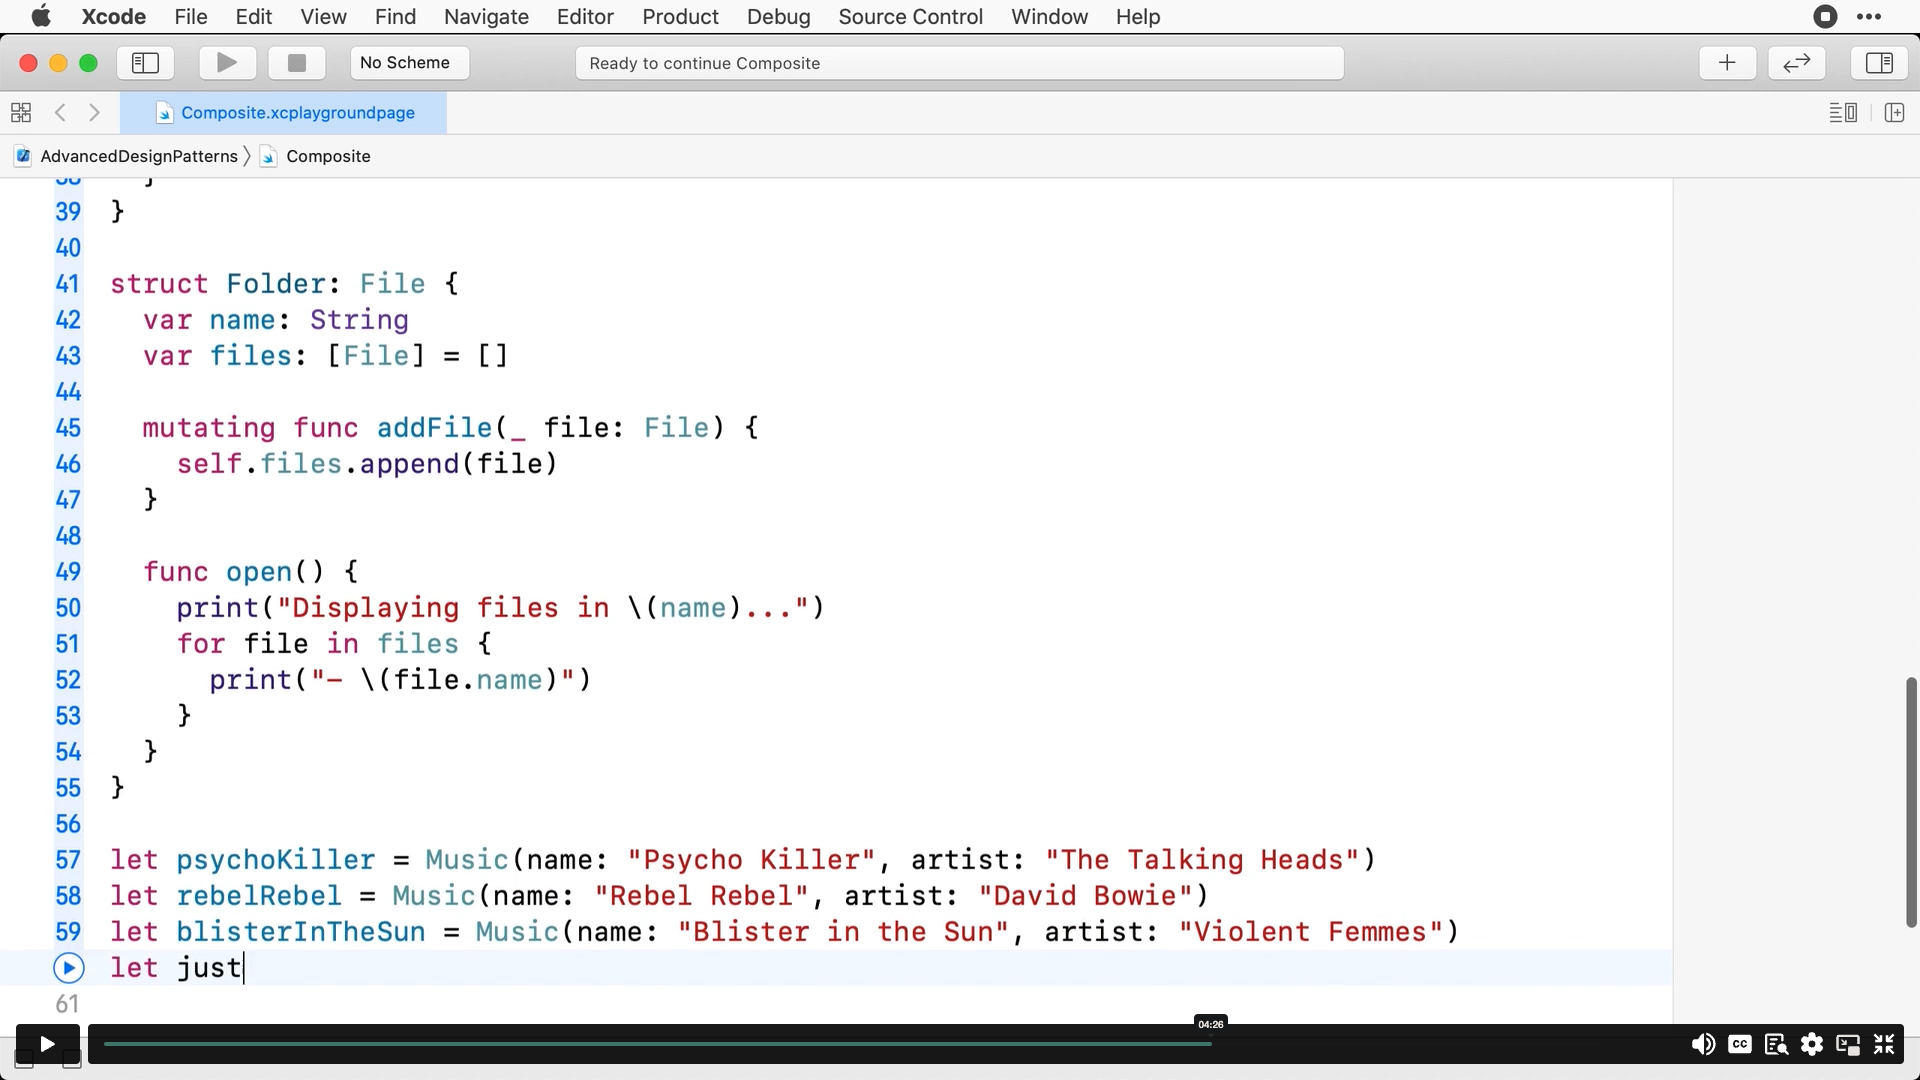 Xcode File Edit View Find Navigate Editor Product Debug Source Control Window Help
No Scheme
Ready to continue Composite
Composite.xcplaygroundpage
AdvancedDesignPatterns
Composite
38 }
39 }
40
41 struct Folder: File {
42 var name: String
43 var files: [File] = []
44
45 mutating func addFile(_ file: File) {
46 self.files.append(file)
47 }
48
49 func open() {
50 print("Displaying files in \(name)...")
51 for file in files {
52 print("- \(file.name)")
53 }
54 }
55 }
56
57 let psychoKiller = Music(name: "Psycho Killer", artist: "The Talking Heads")
58 let rebelRebel = Music(name: "Rebel Rebel", artist: "David Bowie")
59 let blisterInTheSun = Music(name: "Blister in the Sun", artist: "Violent Femmes")
let just
61
04:26
CC